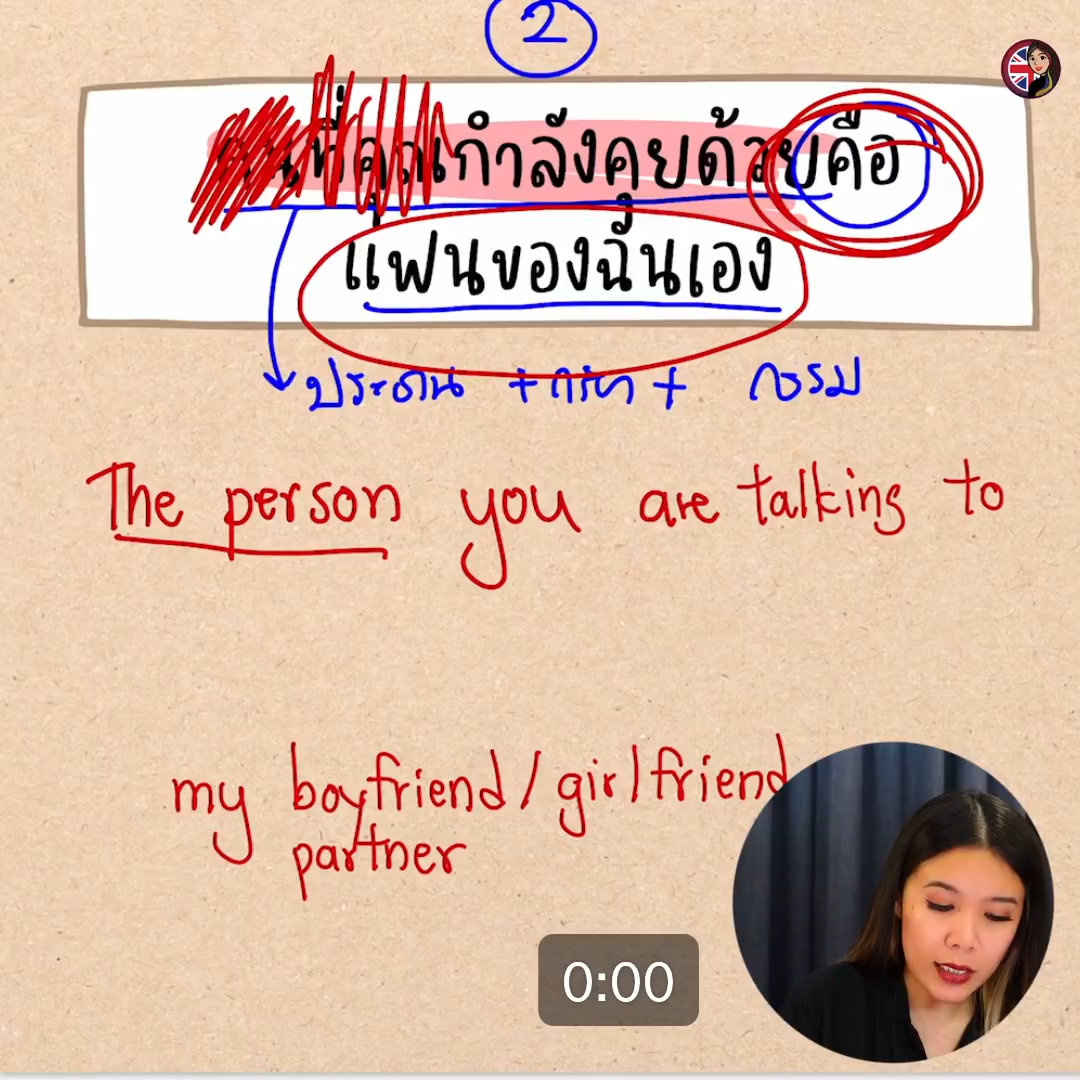 2
ที่คุณกำลังคุยด้วยคือ
แฟนของฉันเอง
ประธาน + กริยา + กรรม
The person you are talking to
my boyfriend/girlfriend
partner
0:00